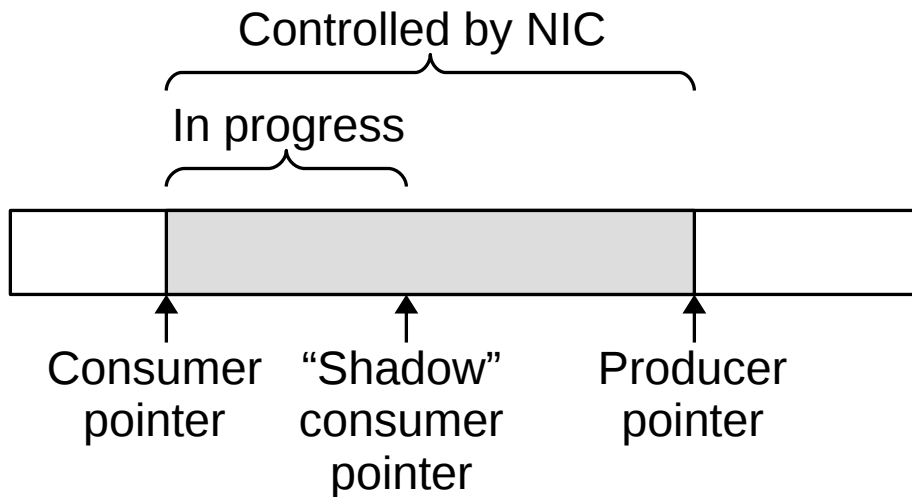 Controlled by NIC
In progress
Consumer
pointer
“Shadow”
consumer
pointer
Producer
pointer